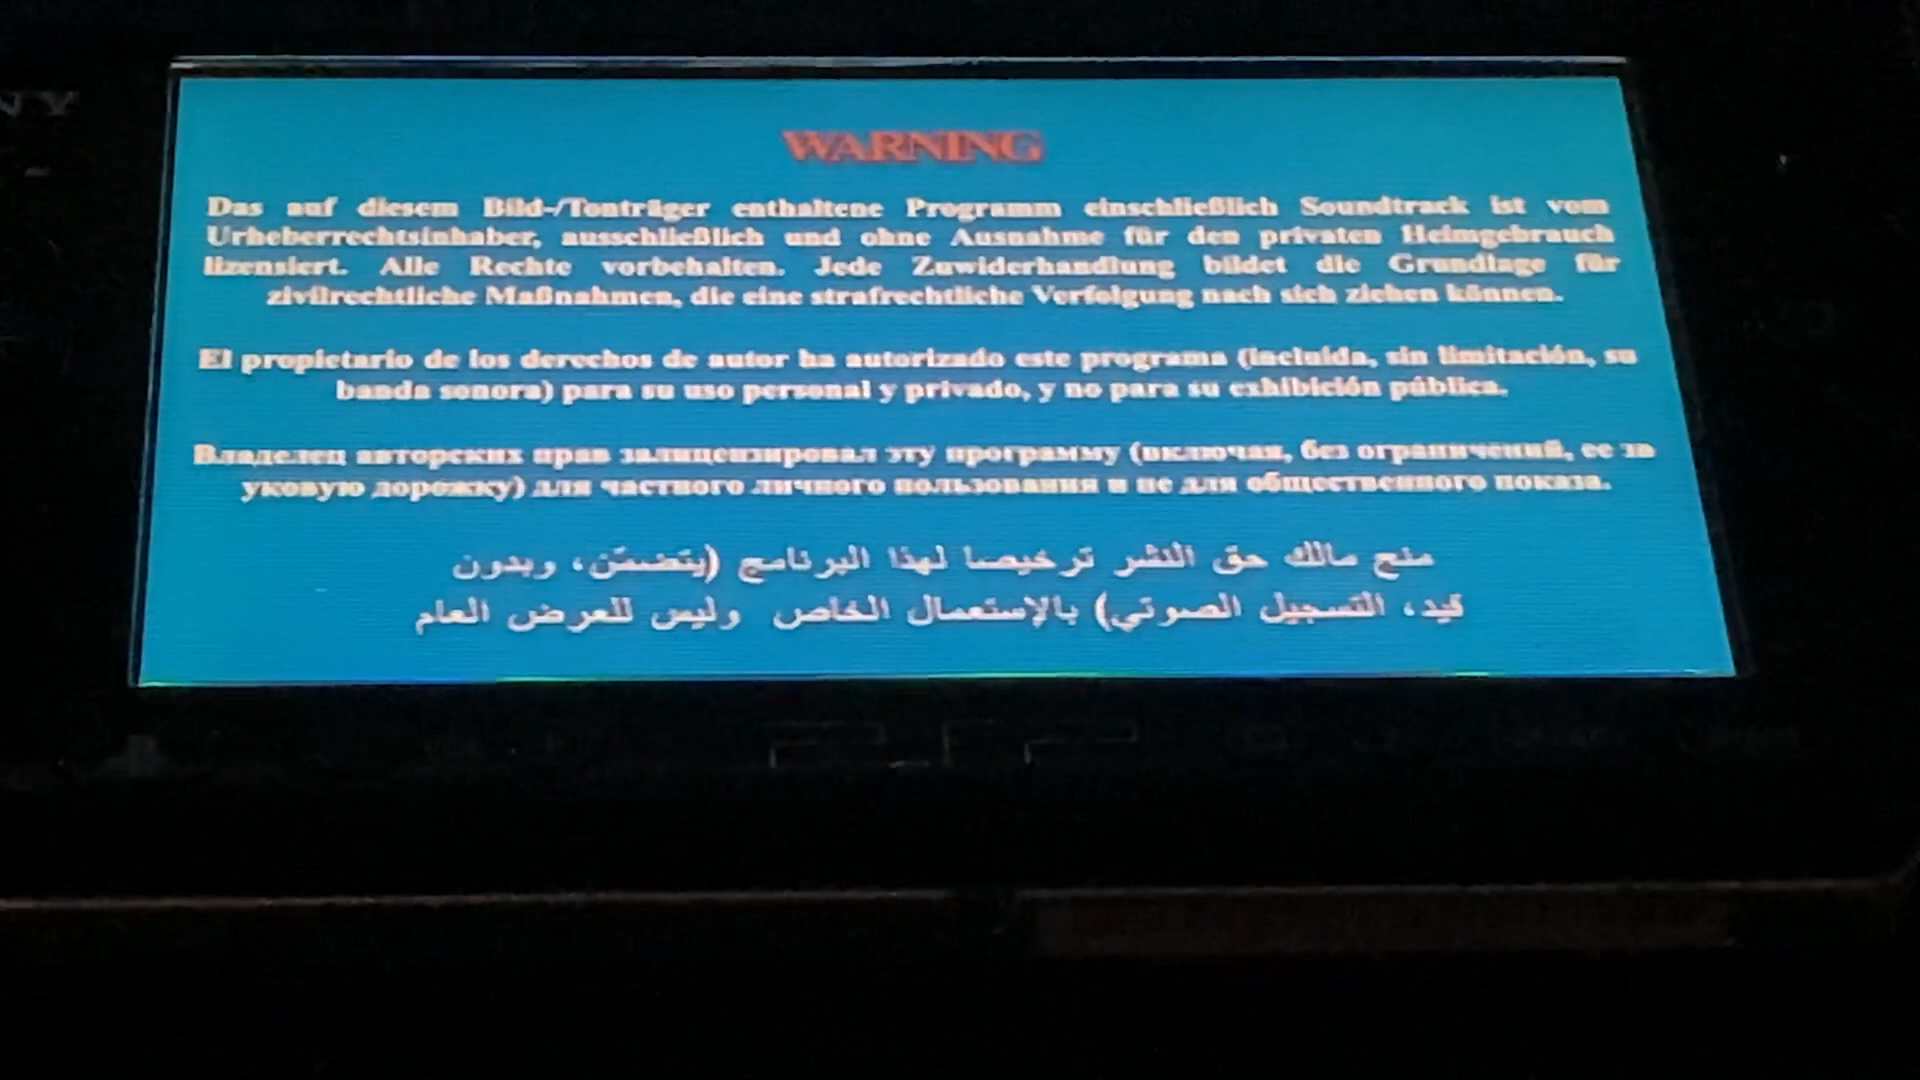 NY
WARNING
Das auf diesem Bild-/Tonträger enthaltene Programm einschließlich Soundtrack ist vom
Urheberrechtsinhaber, ausschließlich und ohne Ausnahme für den privaten Heimgebrauch
lizensiert. Alle Rechte vorbehalten. Jede Zuwiderhandlung bildet die Grundlage für
zivilrechtliche Maßnahmen, die eine strafrechtliche Verfolgung nach sich ziehen können.
El propietario de los derechos de autor ha autorizado este programa (incluida, sin limitación, su
banda sonora) para su uso personal y privado, y no para su exhibición pública.
Владелец авторских прав залицензировал эту программу (включая, без ограничений, ее зв
уковую дорожку) для частного личного пользования и не для общественного показа.
منح مالك حق النشر ترخيصا لهذا البرنامج (يتضمّن، وبدون
قيد، التسجيل الصوتي) بالإستعمال الخاص وليس للعرض العام
PSP